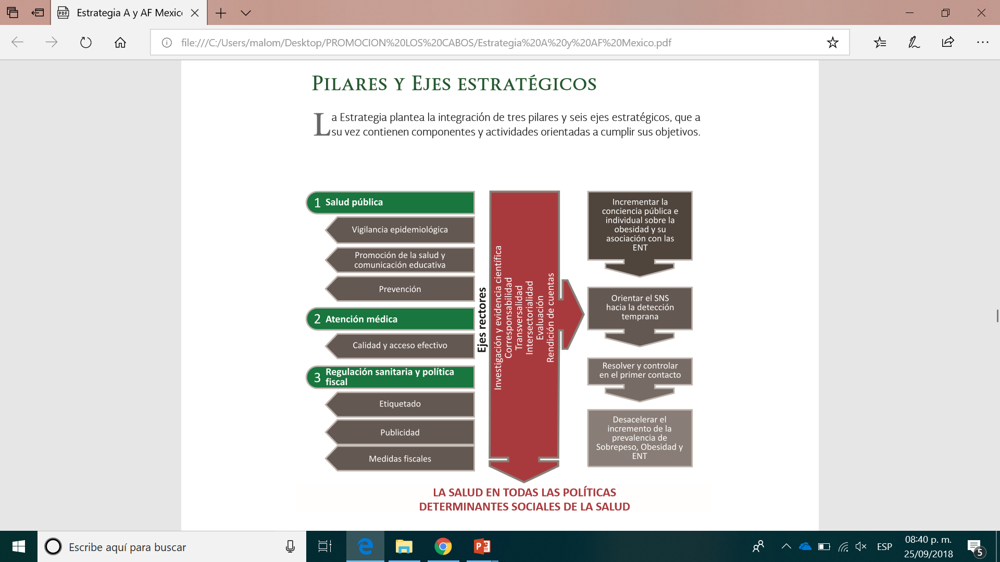 Estrategia A y AF Mexic
file:///C:/Users/malom/Desktop/PROMOCION%20LOS%20CABOS/Estrategia%20A%20y%20AF%20Mexico.pdf
PILARES Y EJES ESTRATÉGICOS
La Estrategia plantea la integración de tres pilares y seis ejes estratégicos, que a
su vez contienen componentes y actividades orientadas a cumplir sus objetivos.
1 Salud pública
Vigilancia epidemiológica
Promoción de la salud y
comunicación educativa
Prevención
2 Atención médica
Calidad y acceso efectivo
3 Regulación sanitaria y política
fiscal
Etiquetado
Publicidad
Medidas fiscales
Ejes rectores
Investigación y evidencia científica
Corresponsabilidad
Transversalidad
Intersectorialidad
Evaluación
Rendición de cuentas
Incrementar la
conciencia pública e
individual sobre la
obesidad y su
asociación con las
ENT
Orientar el SNS
hacia la detección
temprana
Resolver y controlar
en el primer contacto
Desacelerar el
incremento de la
prevalencia de
Sobrepeso, Obesidad y
ENT
LA SALUD EN TODAS LAS POLÍTICAS
DETERMINANTES SOCIALES DE LA SALUD
Escribe aquí para buscar
ESP
08:40 p. m.
25/09/2018
5